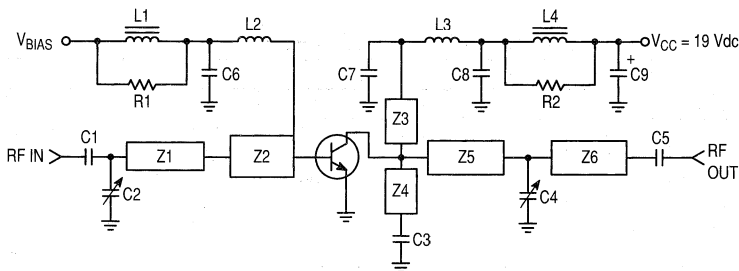 L1 L2 L3 L4
VBIAS VCC = 19 Vdc
C6 C7 C8 + C9
R1 R2
Z3
C1 C5
RF IN Z1 Z2 Z5 Z6 RF OUT
C2 Z4 C4
C3